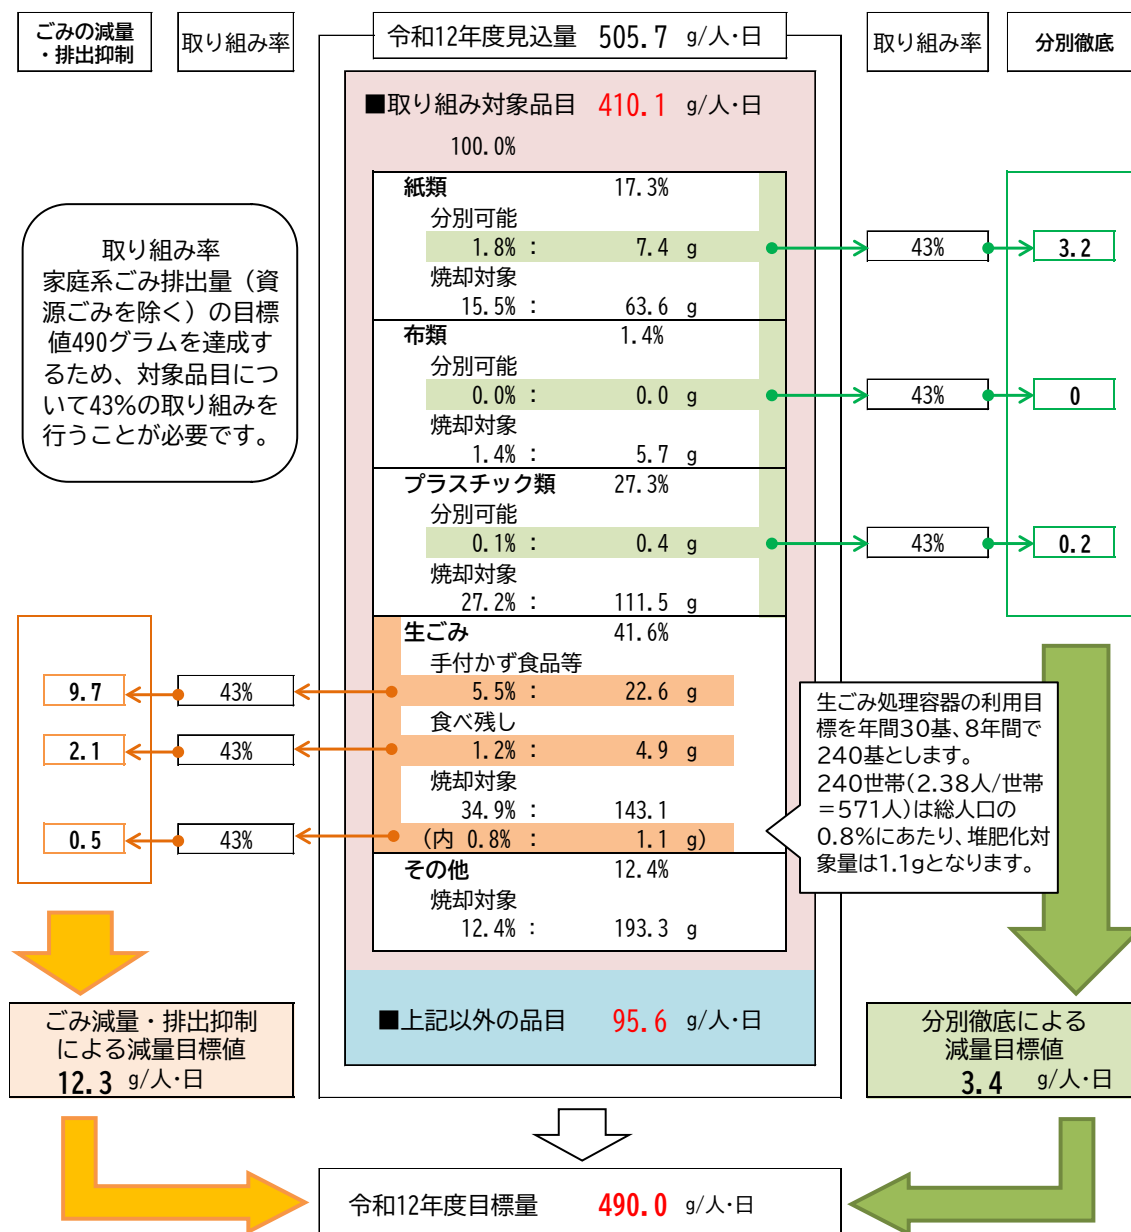 ごみの減量
・排出抑制
取り組み率
令和12年度見込量 505.7 g/人・日
取り組み率
分別徹底
■取り組み対象品目 410.1 g/人・日
100.0%
取り組み率
家庭系ごみ排出量（資
源ごみを除く）の目標
値490グラムを達成す
るため、対象品目につ
いて43%の取り組みを
行うことが必要です。
紙類 17.3%
分別可能
1.8% : 7.4 g
43%
3.2
焼却対象
15.5% : 63.6 g
布類 1.4%
分別可能
0.0% : 0.0 g
43%
0
焼却対象
1.4% : 5.7 g
プラスチック類 27.3%
分別可能
0.1% : 0.4 g
43%
0.2
焼却対象
27.2% : 111.5 g
生ごみ 41.6%
手付かず食品等
9.7
43%
5.5% : 22.6 g
食べ残し
2.1
43%
1.2% : 4.9 g
焼却対象
34.9% : 143.1
0.5
43%
(内 0.8% : 1.1 g)
生ごみ処理容器の利用目
標を年間30基、8年間で
240基とします。
240世帯(2.38人/世帯
=571人)は総人口の
0.8%にあたり、堆肥化対
象量は1.1gとなります。
その他 12.4%
焼却対象
12.4% : 193.3 g
■上記以外の品目 95.6 g/人・日
ごみ減量・排出抑制
による減量目標値
12.3 g/人・日
分別徹底による
減量目標値
3.4 g/人・日
令和12年度目標量 490.0 g/人・日